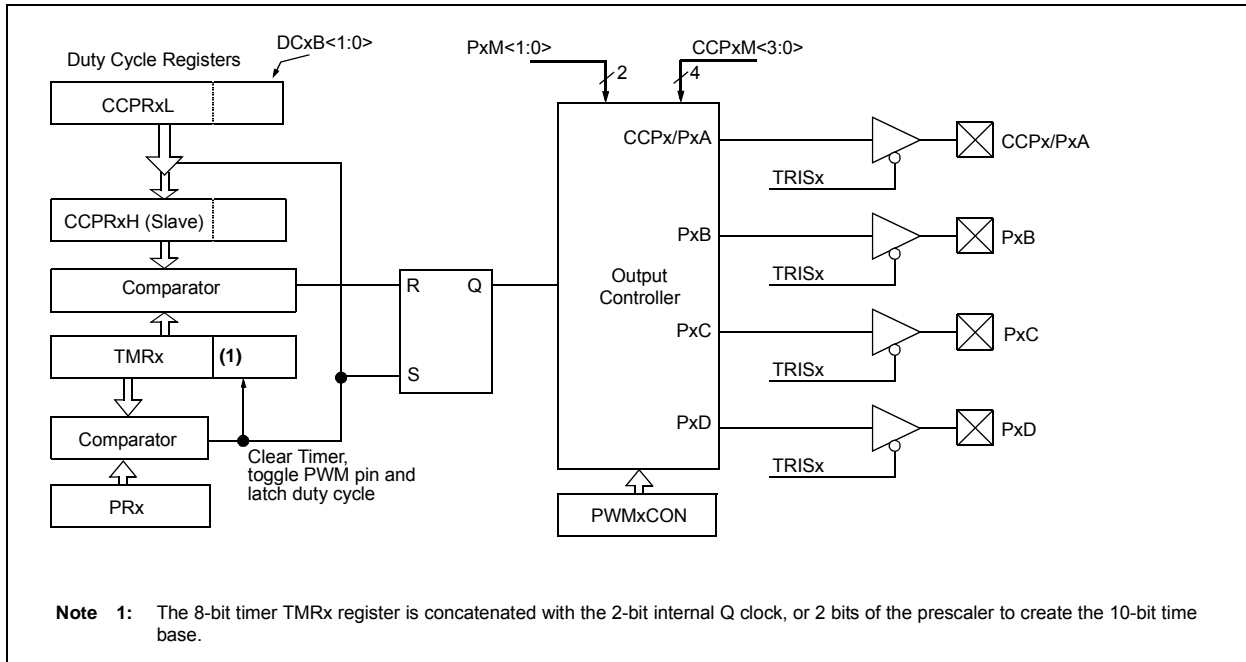 DCxB<1:0>
Duty Cycle Registers
CCPRxL
CCPRxH (Slave)
Comparator
TMRx
(1)
Comparator
PRx
Clear Timer,
toggle PWM pin and
latch duty cycle
R
Q
S
PxM<1:0>
2
CCPxM<3:0>
4
CCPx/PxA
PxB
Output
Controller
PxC
PxD
PWMxCON
TRISx
CCPx/PxA
TRISx
PxB
TRISx
PxC
TRISx
PxD
Note 1: The 8-bit timer TMRx register is concatenated with the 2-bit internal Q clock, or 2 bits of the prescaler to create the 10-bit time
base.